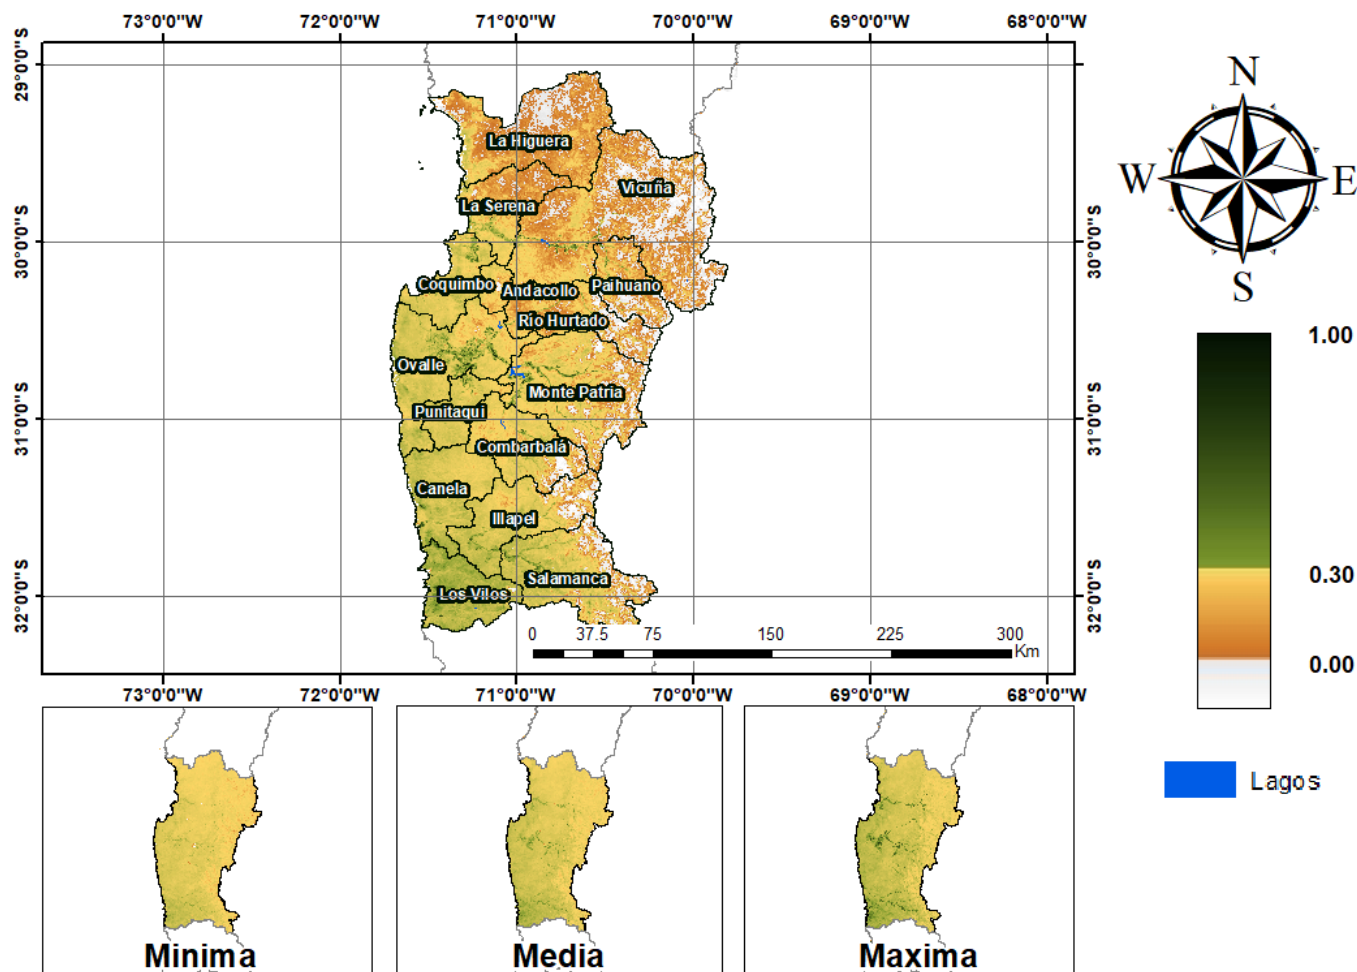 73°0'0"W 72°0'0"W 71°0'0"W 70°0'0"W 69°0'0"W 68°0'0"W
29°0'0"S 29°0'0"S
N
La Higuera
Vicuña
W E
La Serena
30°0'0"S 30°0'0"S
Coquimbo Andacollo Paihuano
S
Rio Hurtado
1.00
Ovalle
Monte Patria
Punitaqui
31°0'0"S 31°0'0"S
Combarbalá
Canela
Illapel
0.30
Salamanca
Los Vilos
32°0'0"S 32°0'0"S
0 37.5 75 150 225 300
Km
0.00
73°0'0"W 72°0'0"W 71°0'0"W 70°0'0"W 69°0'0"W 68°0'0"W
Lagos
Minima Media Maxima